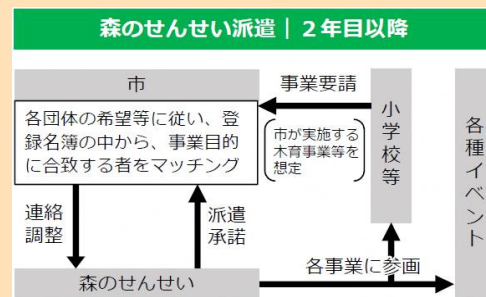 森のせんせい派遣｜２年目以降
市
各団体の希望等に従い、登
録名簿の中から、事業目的
に合致する者をマッチング
事業要請
市が実施する
木育事業等を
想定
小学校等
各種イベント
連絡
調整
派遣
承諾
各事業に参画
森のせんせい